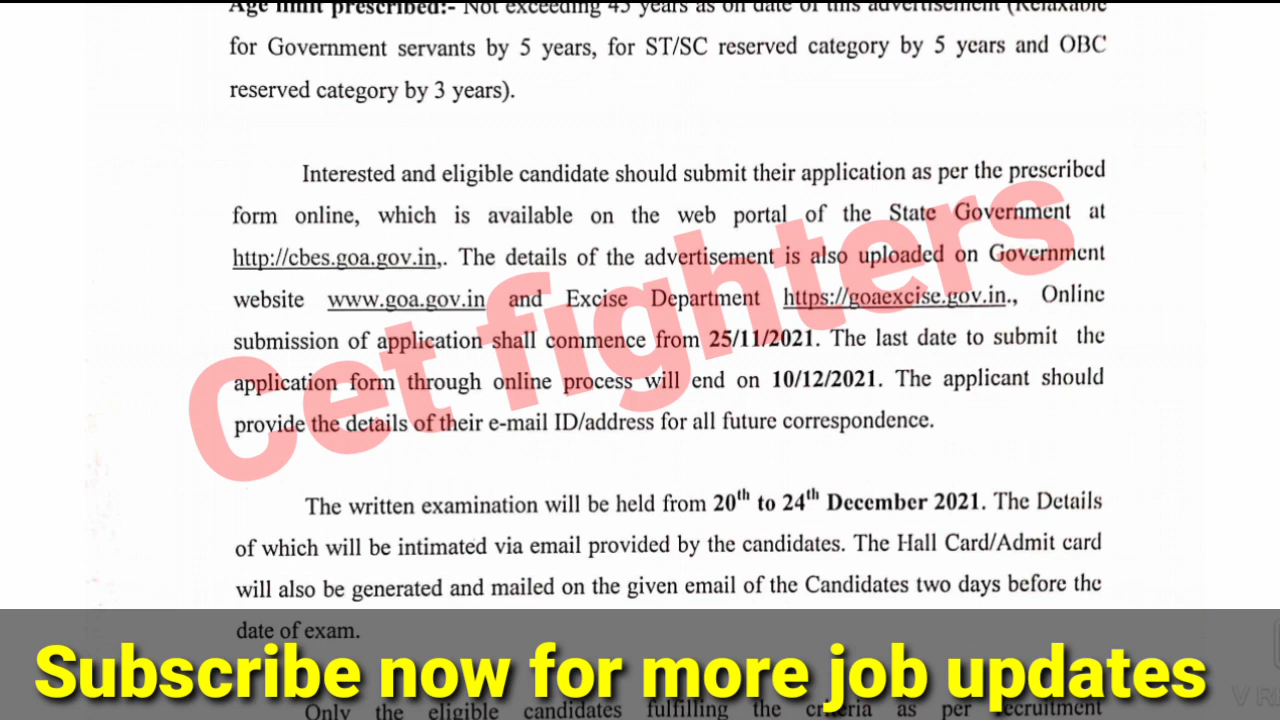 Age limit prescribed:- Not exceeding 45 years as on date of this advertisement (Relaxable
for Government servants by 5 years, for ST/SC reserved category by 5 years and OBC
reserved category by 3 years).
Interested and eligible candidate should submit their application as per the prescribed
form online, which is available on the web portal of the State Government at
http://cbes.goa.gov.in,. The details of the advertisement is also uploaded on Government
website www.goa.gov.in and Excise Department https://goaexcise.gov.in., Online
submission of application shall commence from 25/11/2021. The last date to submit the
application form through online process will end on 10/12/2021. The applicant should
provide the details of their e-mail ID/address for all future correspondence.
Cet fighters
The written examination will be held from 20th to 24th December 2021. The Details
of which will be intimated via email provided by the candidates. The Hall Card/Admit card
will also be generated and mailed on the given email of the Candidates two days before the
date of exam.
Subscribe now for more job updates
Only the eligible candidates fulfilling the criteria as per recruitment